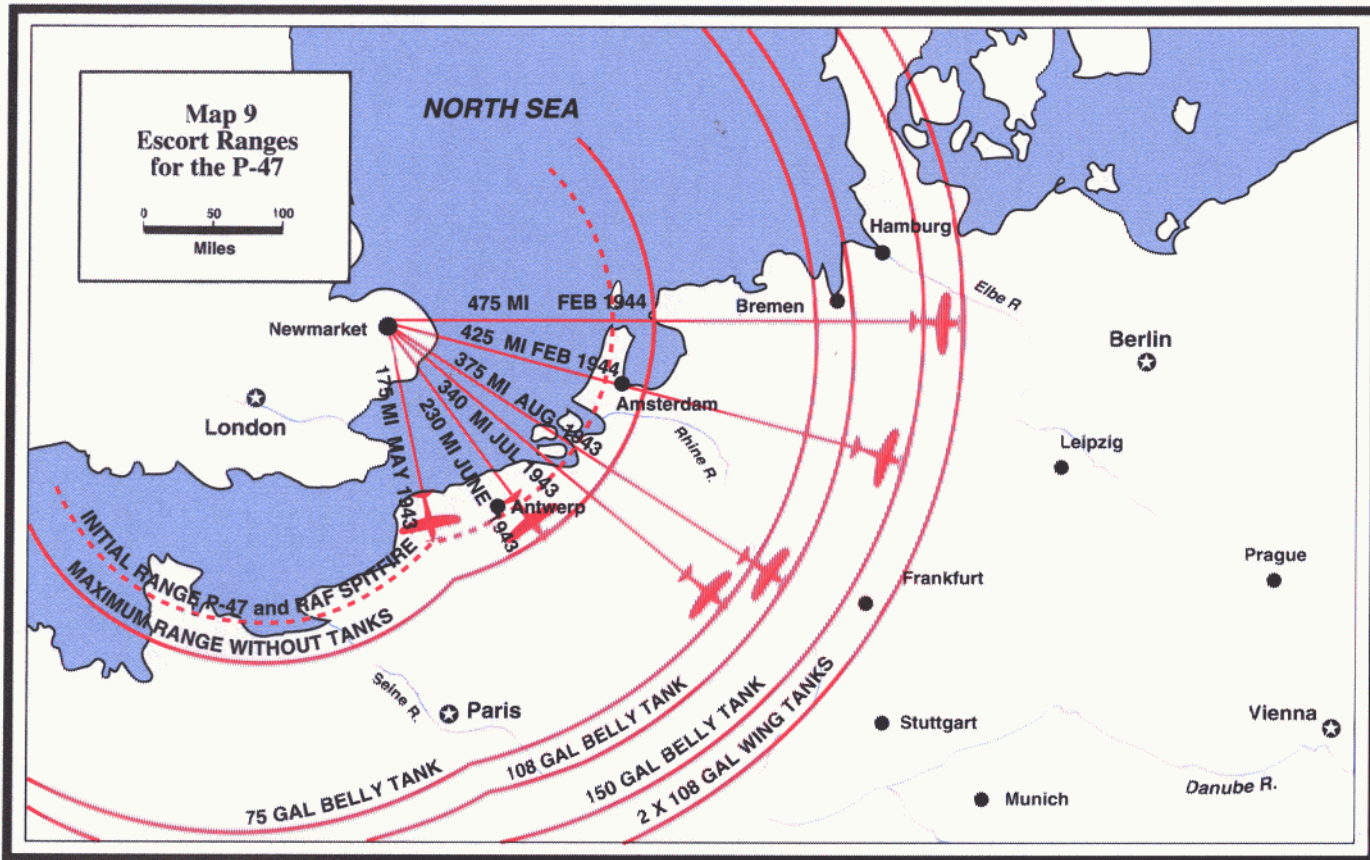 Map 9
Escort Ranges
for the P-47
0 50 100
Miles
NORTH SEA
Hamburg
Elbe R
Bremen
475 MI FEB 1944
Newmarket
425 MI FEB 1944
Berlin
375 MI AUG 1943
Amsterdam
340 MI JUL 1943
London
230 MI JUNE 1943
175 MI MAY 1943
Rhine R.
Leipzig
Antwerp
INITIAL RANGE P-47 and RAF SPITFIRE
MAXIMUM RANGE WITHOUT TANKS
Frankfurt
Prague
Seine R.
Paris
Stuttgart
Vienna
75 GAL BELLY TANK
108 GAL BELLY TANK
150 GAL BELLY TANK
2 X 108 GAL WING TANKS
Munich
Danube R.